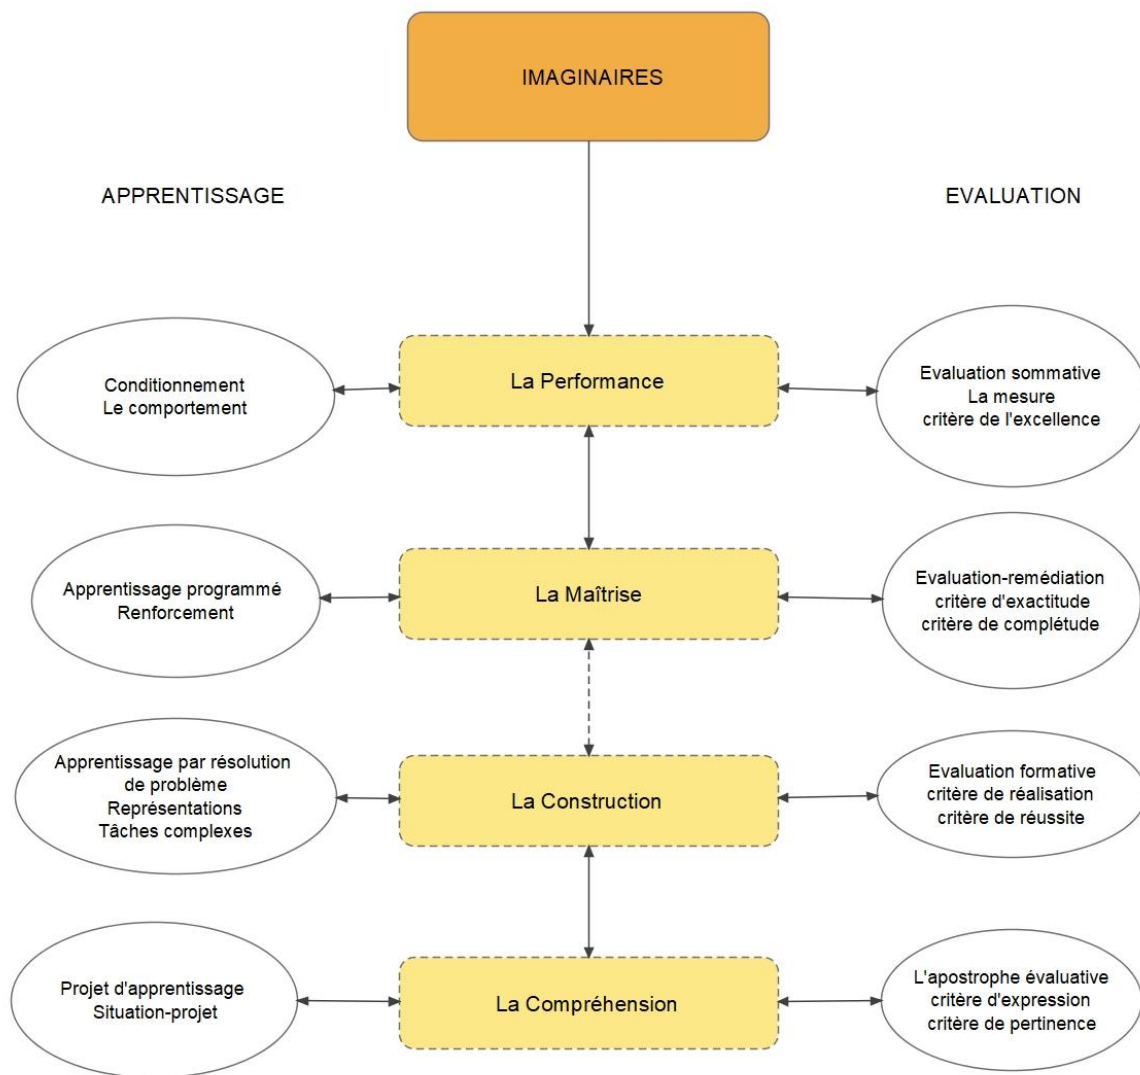 IMAGINAIRES
APPRENTISSAGE
EVALUATION
Conditionnement
Le comportement
La Performance
Evaluation sommative
La mesure
critère de l'excellence
Apprentissage programmé
Renforcement
La Maîtrise
Evaluation-remédiation
critère d'exactitude
critère de complétude
Apprentissage par résolution
de problème
Représentations
Tâches complexes
La Construction
Evaluation formative
critère de réalisation
critère de réussite
Projet d'apprentissage
Situation-projet
La Compréhension
L'apostrophe évaluative
critère d'expression
critère de pertinence